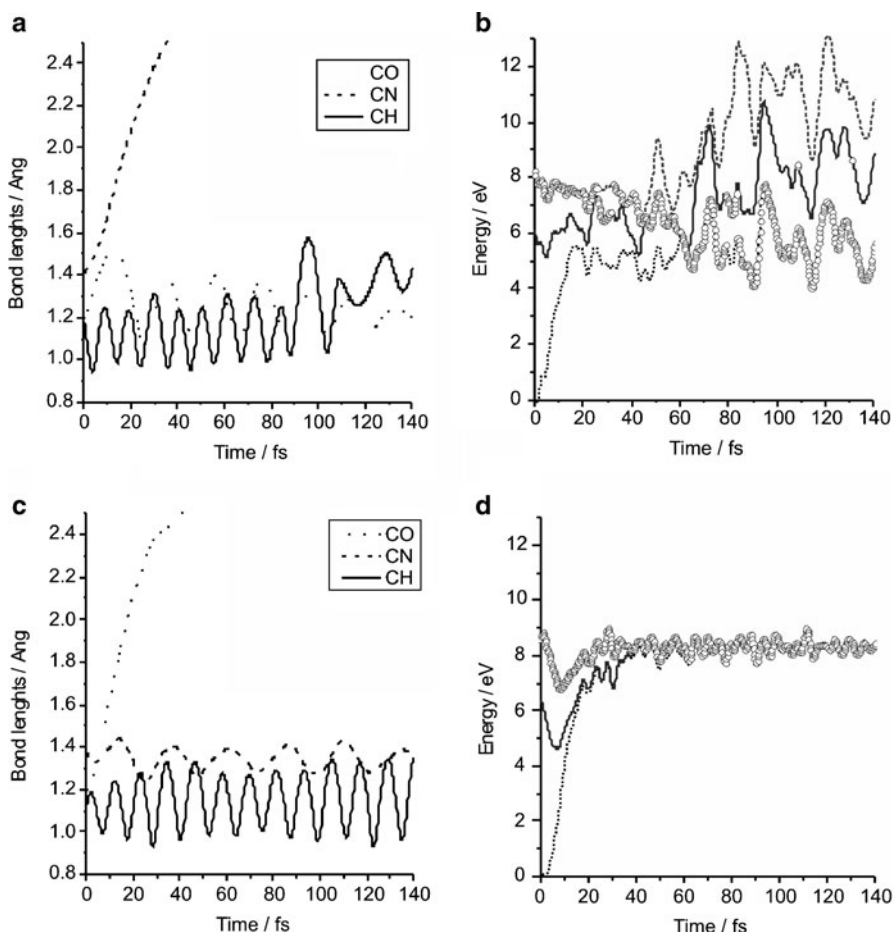 a
2.4
2.2
2.0
1.8
1.6
1.4
1.2
1.0
0.8
Bond lenghts / Ang
CO
CN
CH
0 20 40 60 80 100 120 140
Time / fs
b
12
10
8
6
4
2
0
Energy / eV
0 20 40 60 80 100 120 140
Time / fs
c
2.4
2.2
2.0
1.8
1.6
1.4
1.2
1.0
0.8
Bond lenghts / Ang
CO
CN
CH
0 20 40 60 80 100 120 140
Time / fs
d
12
10
8
6
4
2
0
Energy / eV
0 20 40 60 80 100 120 140
Time / fs